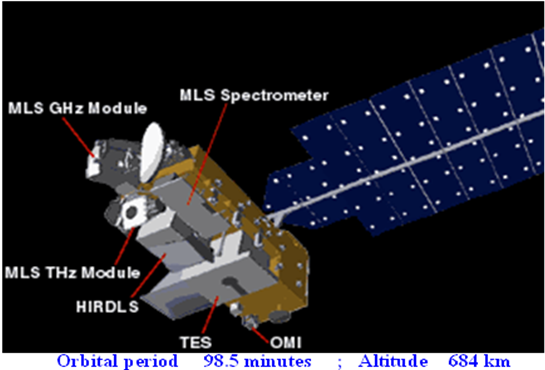 MLS Spectrometer
MLS GHz Module
MLS THz Module
HIRDLS
TES
OMI
Orbital period 98.5 minutes ; Altitude 684 km